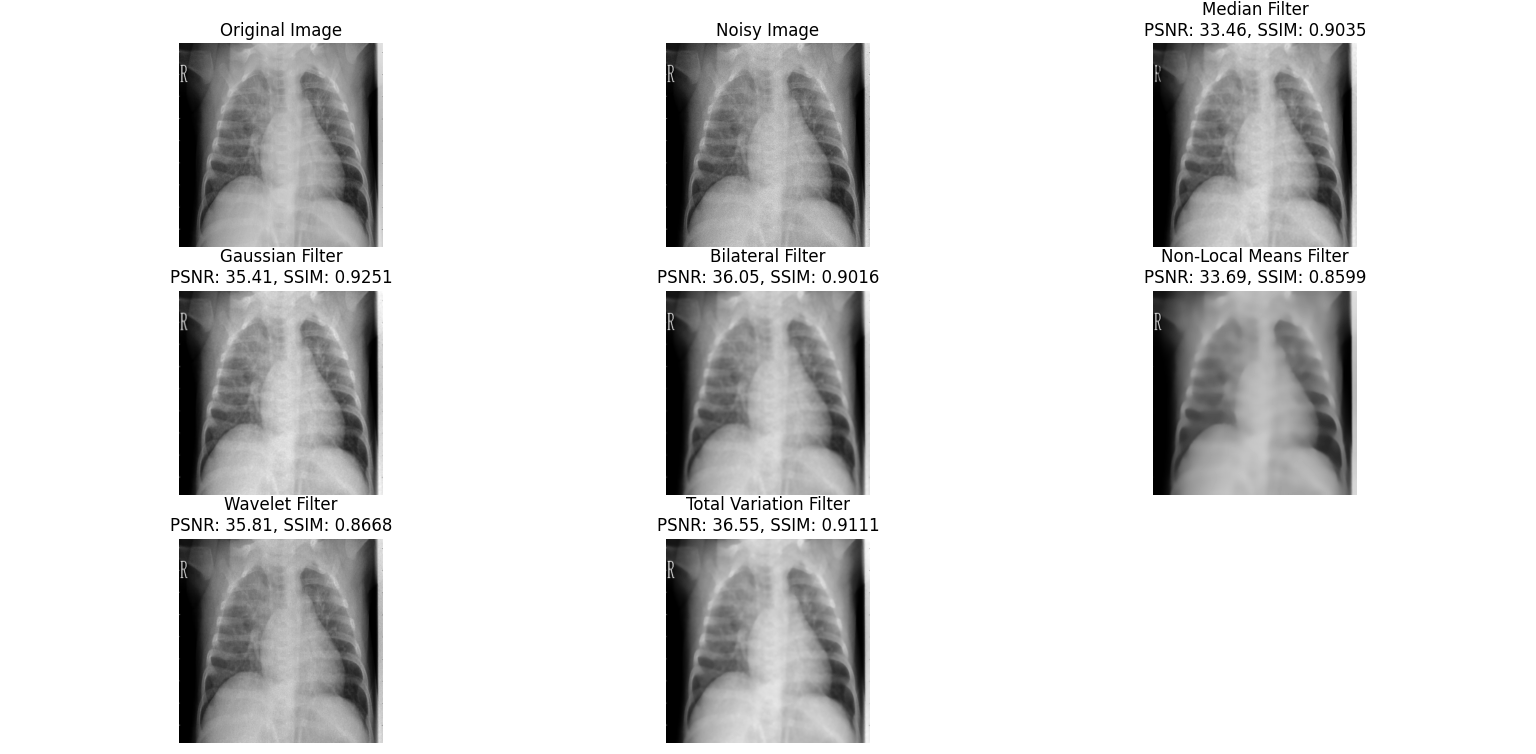 Original Image
R
Noisy Image
R
Median Filter
PSNR: 33.46, SSIM: 0.9035
R
Gaussian Filter
PSNR: 35.41, SSIM: 0.9251
R
Bilateral Filter
PSNR: 36.05, SSIM: 0.9016
R
Non-Local Means Filter
PSNR: 33.69, SSIM: 0.8599
R
Wavelet Filter
PSNR: 35.81, SSIM: 0.8668
R
Total Variation Filter
PSNR: 36.55, SSIM: 0.9111
R